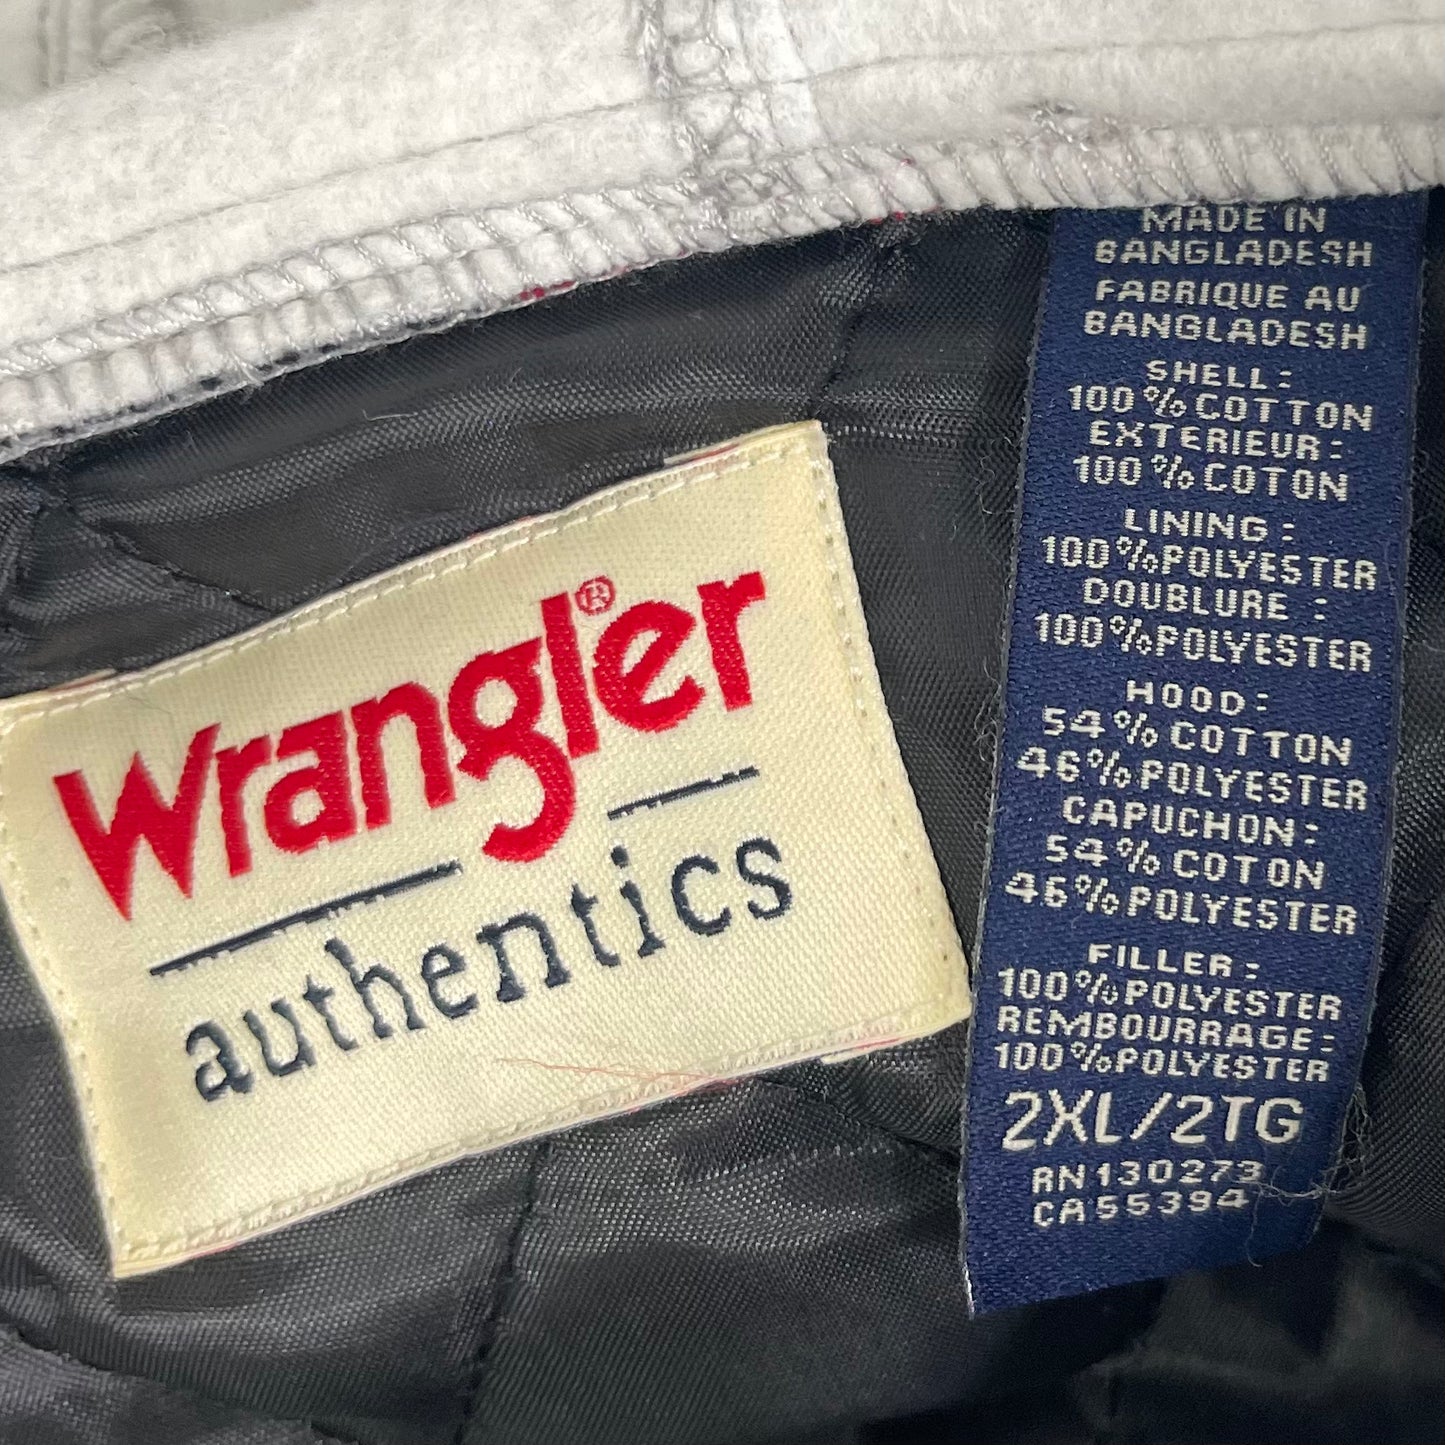 Wrangler®
authentics
MADE IN
BANGLADESH
FABRIQUE AU
BANGLADESH
SHELL:
100% COTTON
EXTERIEUR:
100% COTON
LINING:
100% POLYESTER
DOUBLURE:
100% POLYESTER
HOOD:
54% COTTON
46% POLYESTER
CAPUCHON:
54% COTON
46% POLYESTER
FILLER:
100% POLYESTER
REMBOURRAGE:
100% POLYESTER
2XL/2TG
RN130273
CA55394